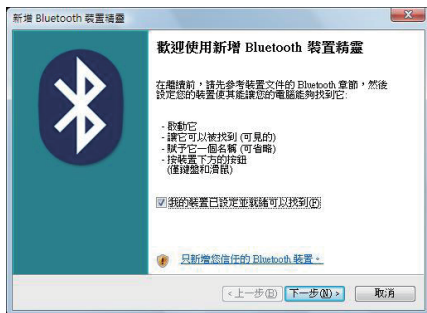 新增 Bluetooth 裝置精靈
歡迎使用新增 Bluetooth 裝置精靈
在繼續前，請先參考裝置文件的 Bluetooth 章節，然後
設定您的裝置使其能讓您的電腦能夠找到它:
- 啟動它
- 讓它可以被找到 (可見的)
- 賦予它一個名稱 (可省略)
- 按裝置下方的按鈕
(僅鍵盤和滑鼠)
我的裝置已設定並就緒可以找到(F)
只新增您信任的 Bluetooth 裝置。
<上一步(B) 下一步(N) > 取消